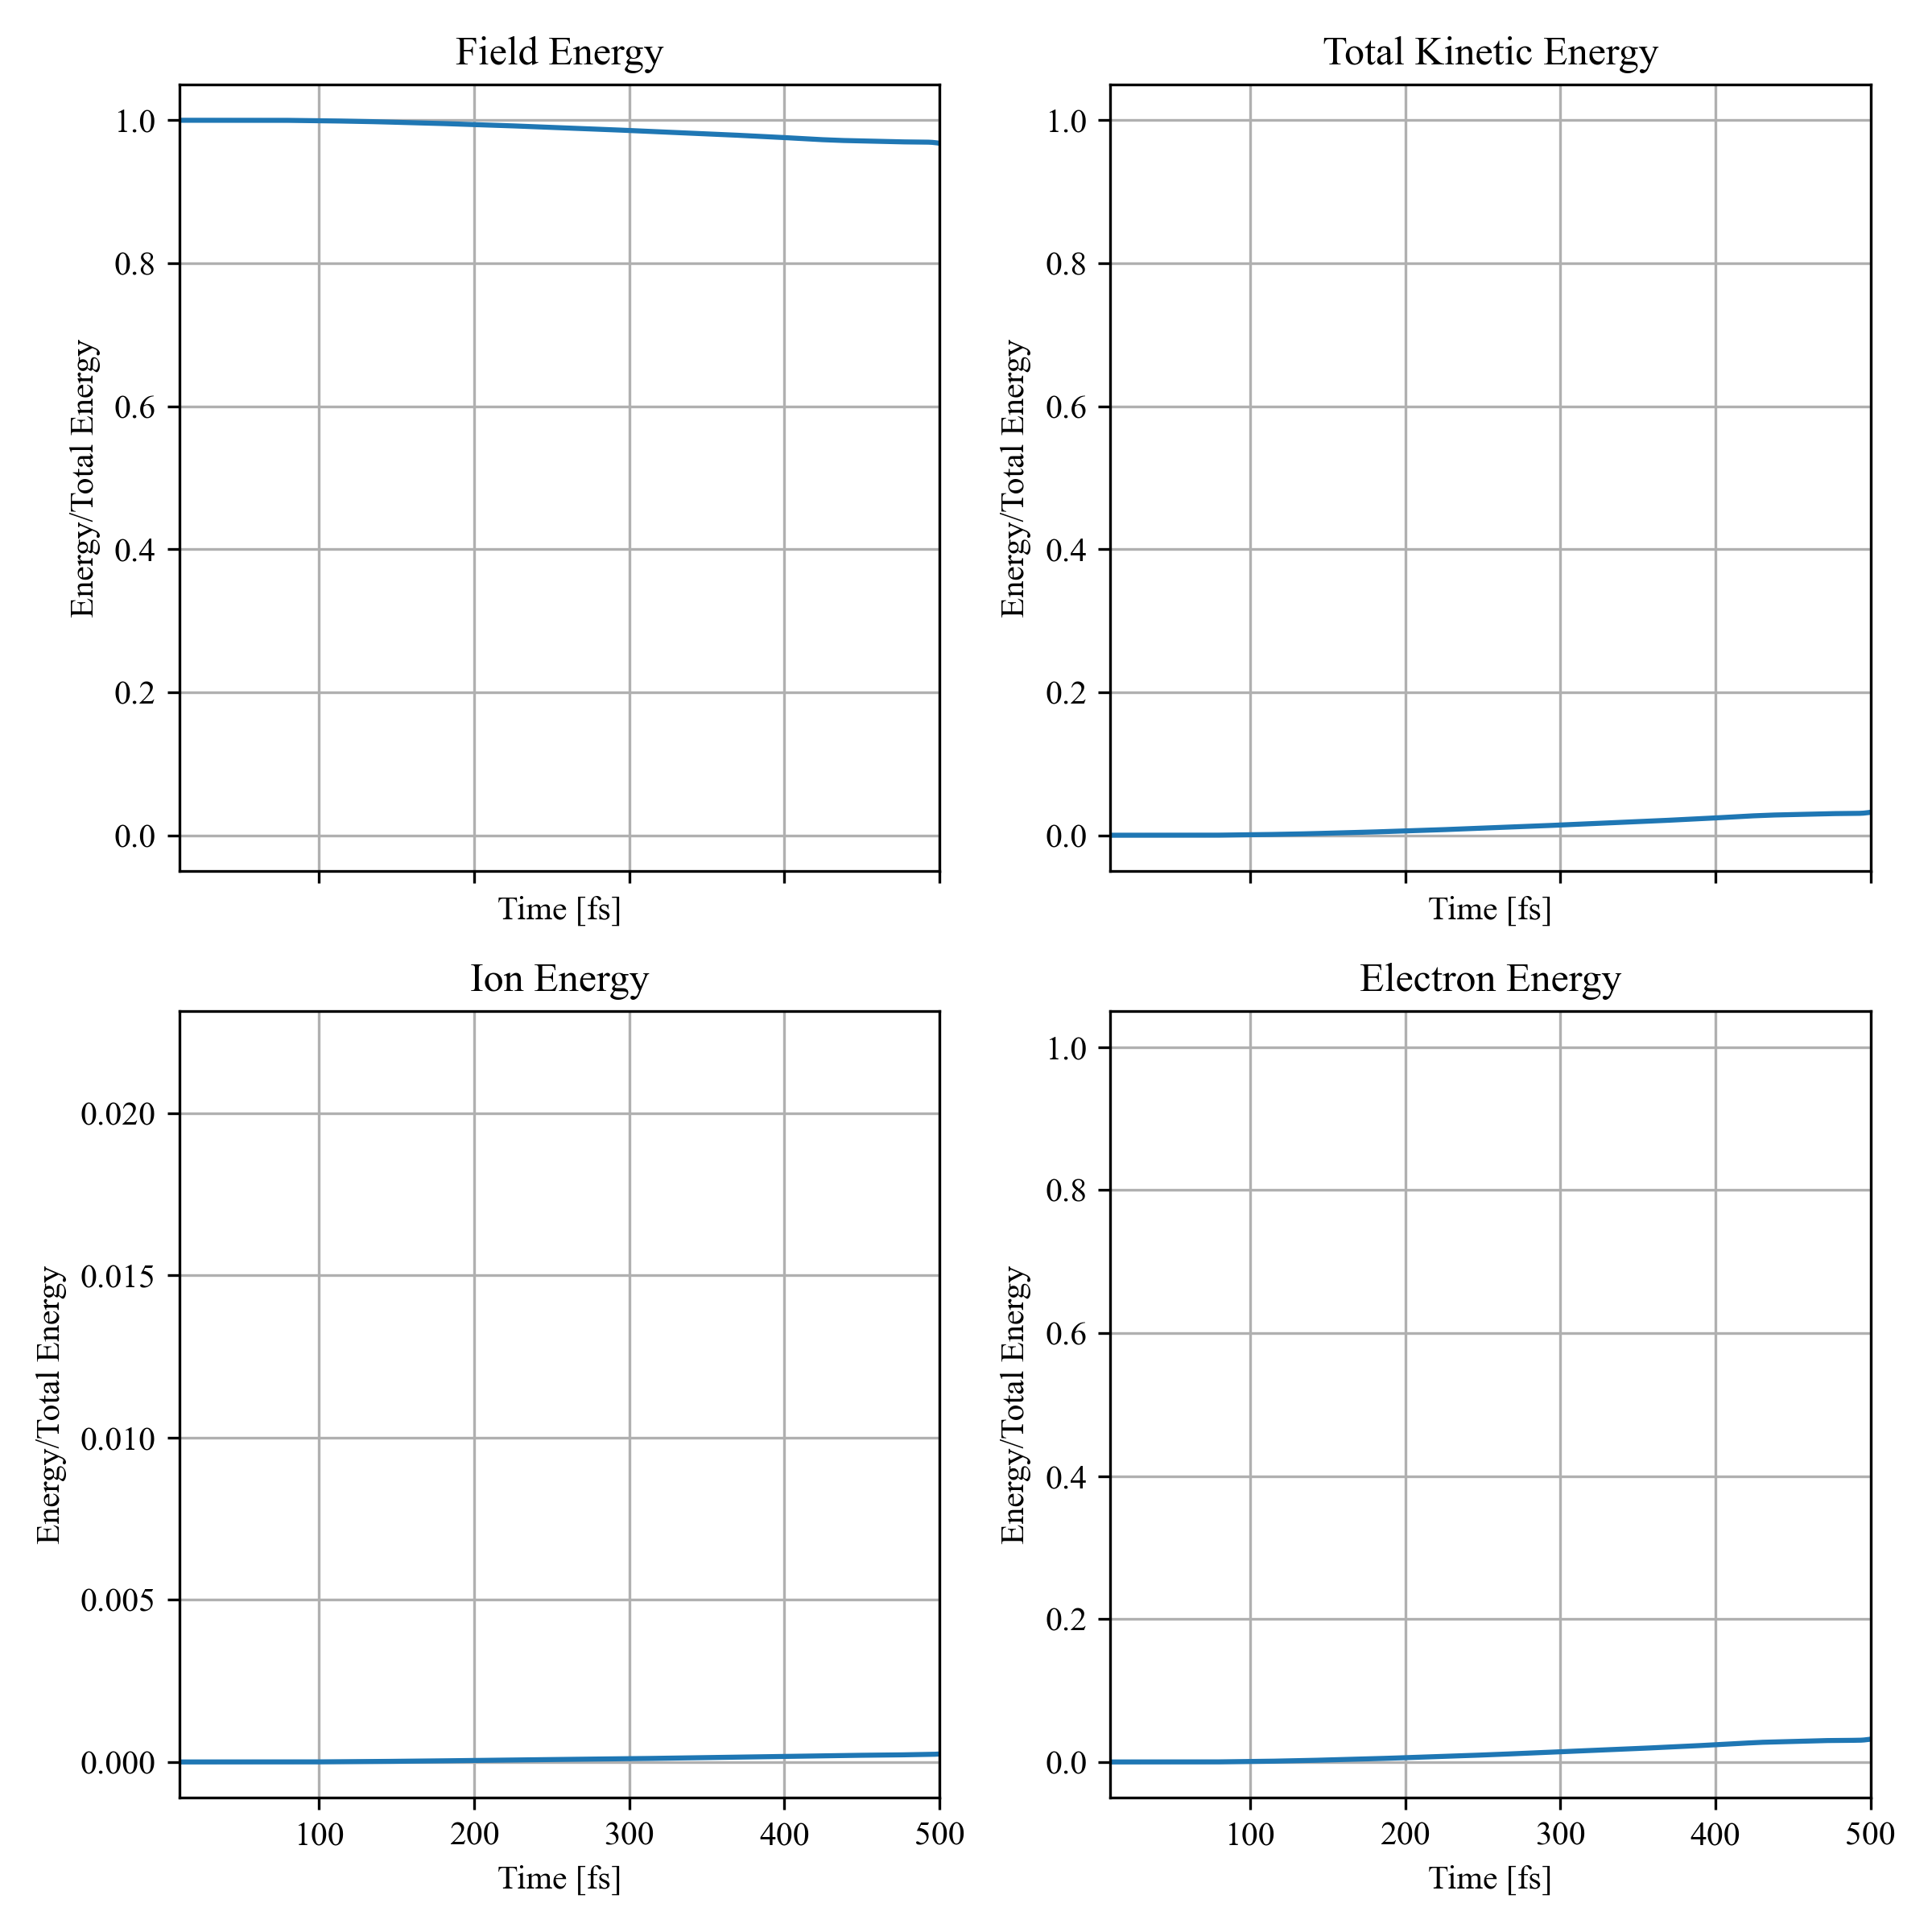 Field Energy
Energy/Total Energy
1.0
0.8
0.6
0.4
0.2
0.0
Time [fs]
Total Kinetic Energy
Energy/Total Energy
1.0
0.8
0.6
0.4
0.2
0.0
Time [fs]
Ion Energy
Energy/Total Energy
0.020
0.015
0.010
0.005
0.000
100 200 300 400 500
Time [fs]
Electron Energy
Energy/Total Energy
1.0
0.8
0.6
0.4
0.2
0.0
100 200 300 400 500
Time [fs]